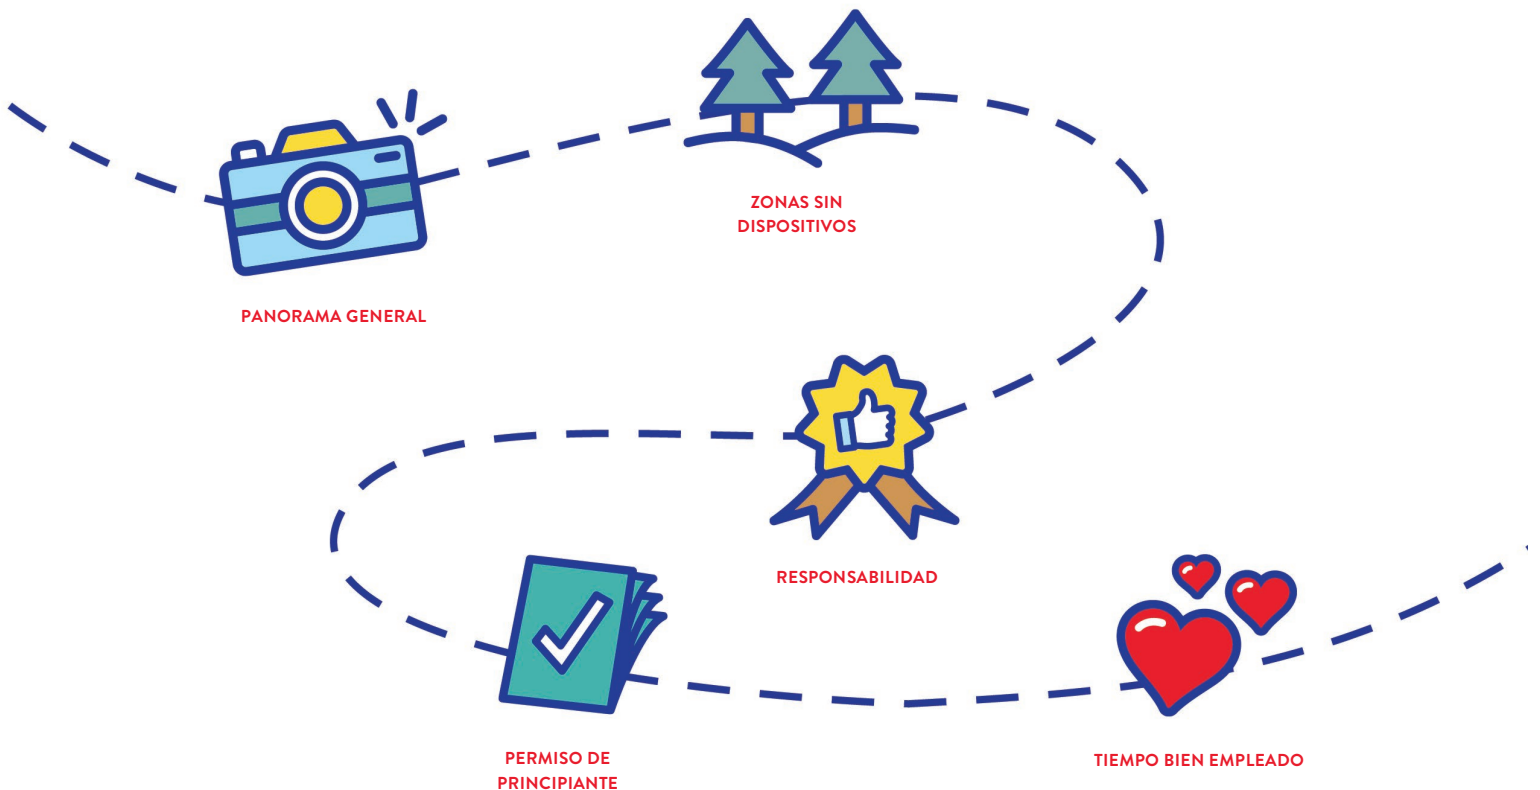 PANORAMA GENERAL
ZONAS SIN
DISPOSITIVOS
RESPONSABILIDAD
PERMISO DE
PRINCIPIANTE
TIEMPO BIEN EMPLEADO